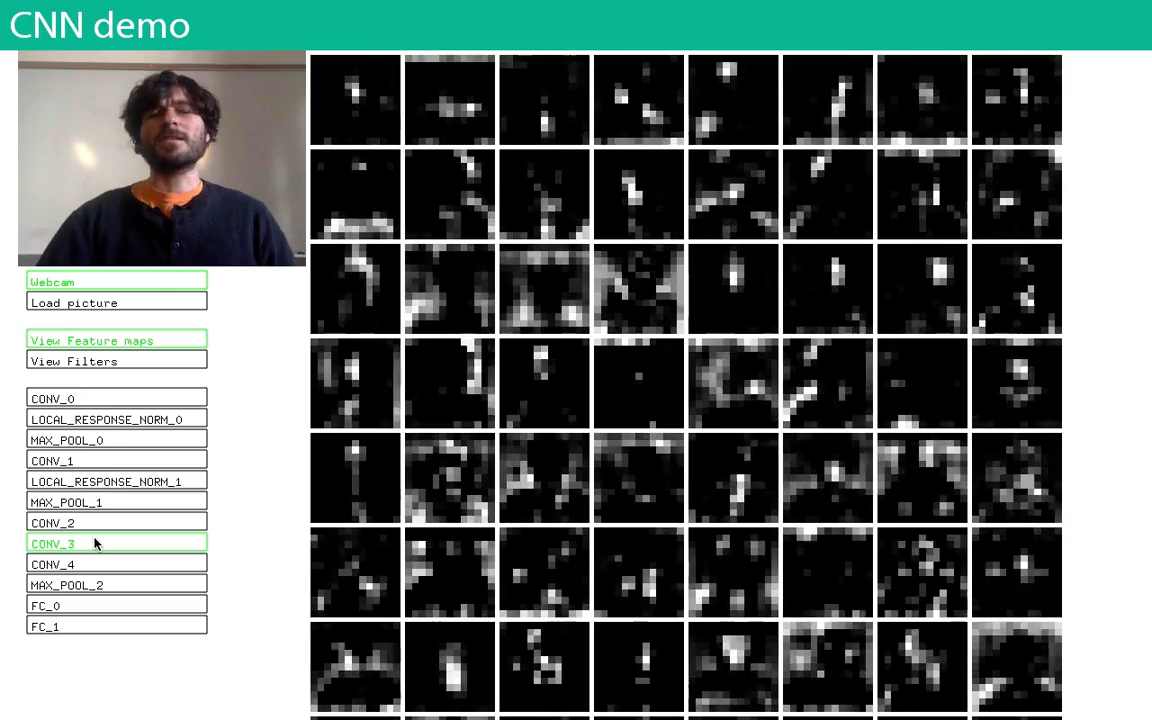 CNN demo
Webcam
Load picture
View Feature maps
View Filters
CONV_0
LOCAL_RESPONSE_NORM_0
MAX_POOL_0
CONV_1
LOCAL_RESPONSE_NORM_1
MAX_POOL_1
CONV_2
CONV_3
CONV_4
MAX_POOL_2
FC_0
FC_1